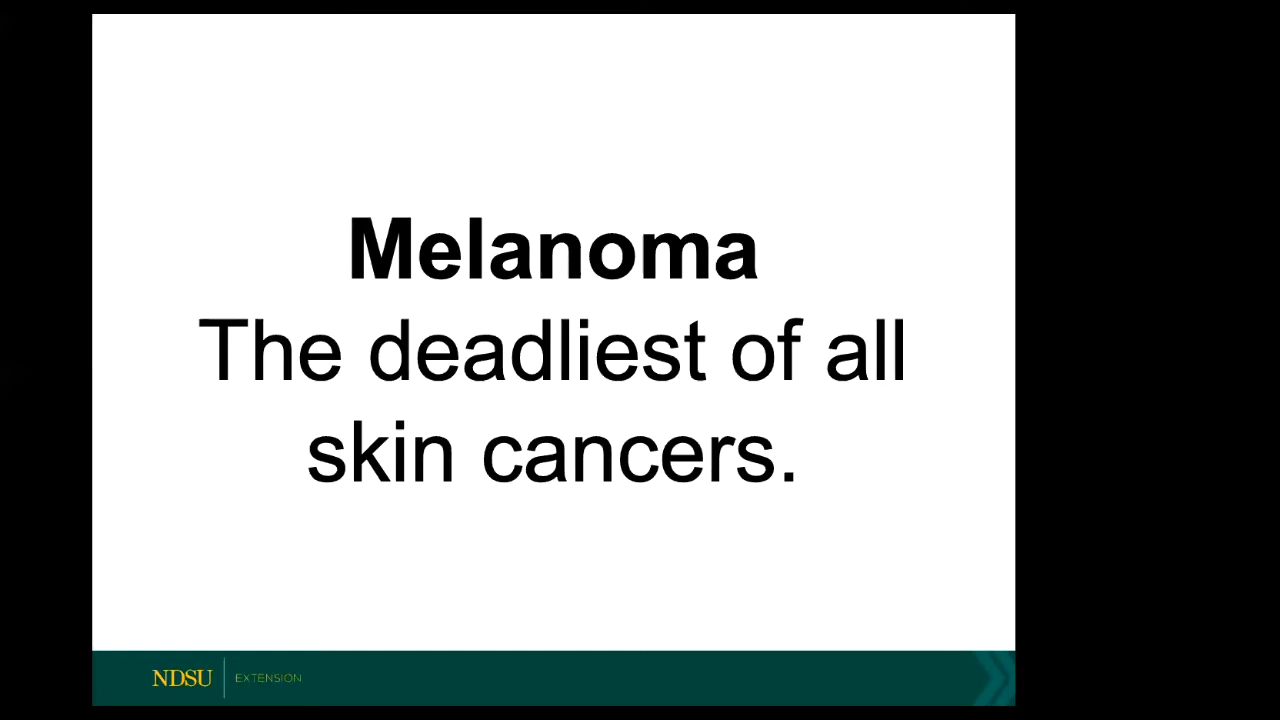 Melanoma
The deadliest of all
skin cancers.
NDSU EXTENSION